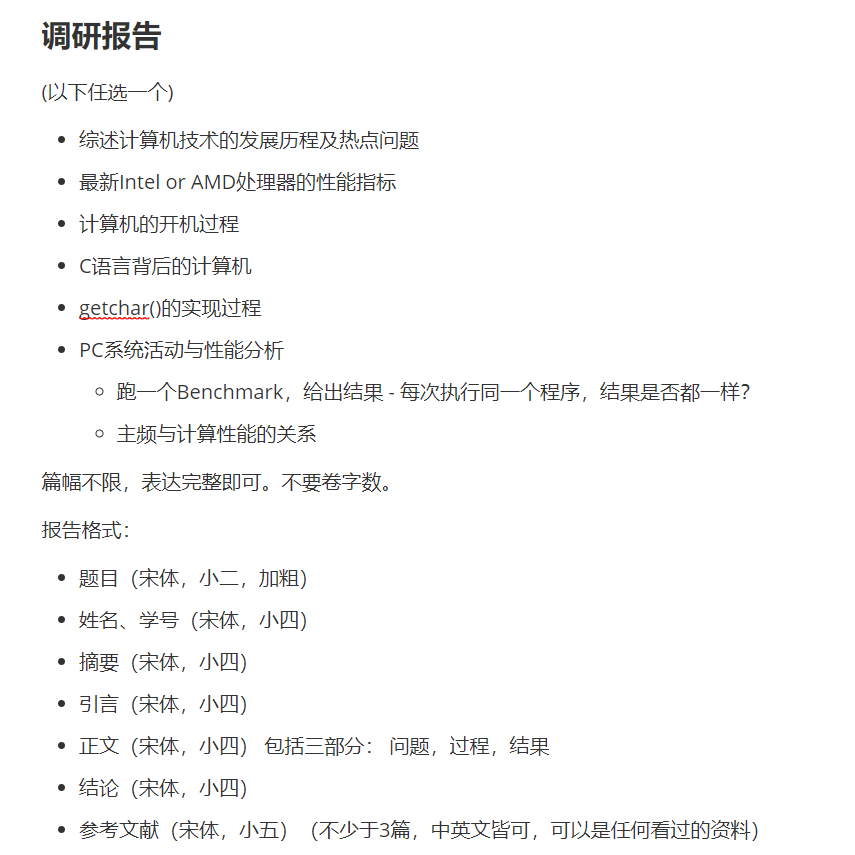 调研报告
(以下任选一个)
综述计算机技术的发展历程及热点问题
最新Intel or AMD处理器的性能指标
计算机的开机过程
C语言背后的计算机
getchar()的实现过程
PC系统活动与性能分析
跑一个Benchmark，给出结果 - 每次执行同一个程序，结果是否都一样？
主频与计算性能的关系
篇幅不限，表达完整即可。不要卷字数。
报告格式：
题目（宋体，小二，加粗）
姓名、学号（宋体，小四）
摘要（宋体，小四）
引言（宋体，小四）
正文（宋体，小四） 包括三部分： 问题，过程，结果
结论（宋体，小四）
参考文献（宋体，小五）（不少于3篇，中英文皆可，可以是任何看过的资料）